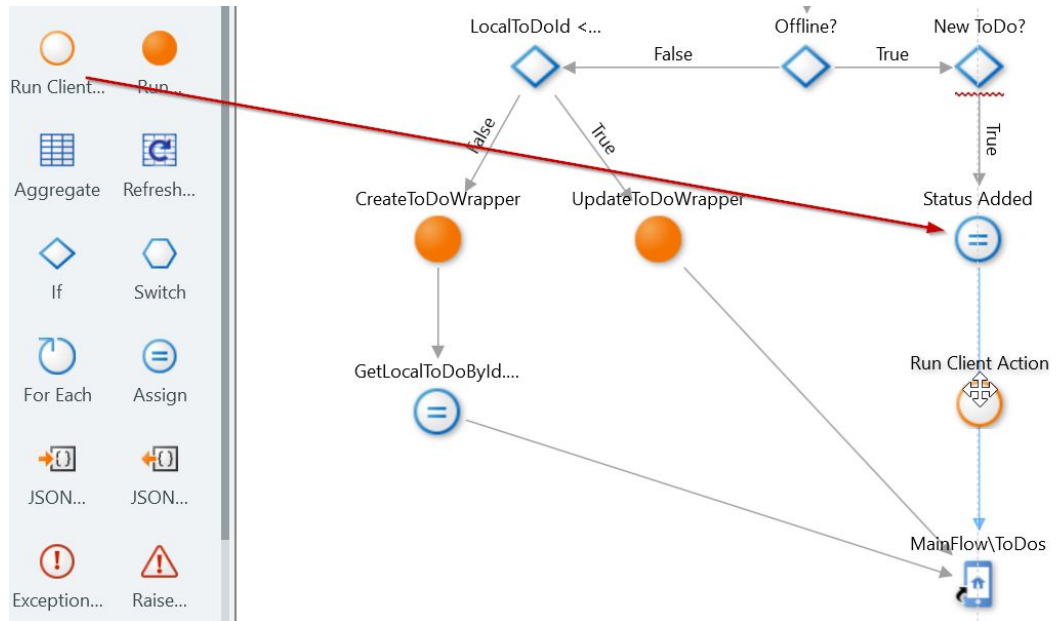 Run Client...
Run...
Aggregate
Refresh...
If
Switch
For Each
Assign
JSON...
JSON...
Exception...
Raise...
LocalToDoId <...
Offline?
New ToDo?
False
True
False
True
True
CreateToDoWrapper
UpdateToDoWrapper
Status Added
GetLocalToDoById....
Run Client Action
MainFlow\ToDos